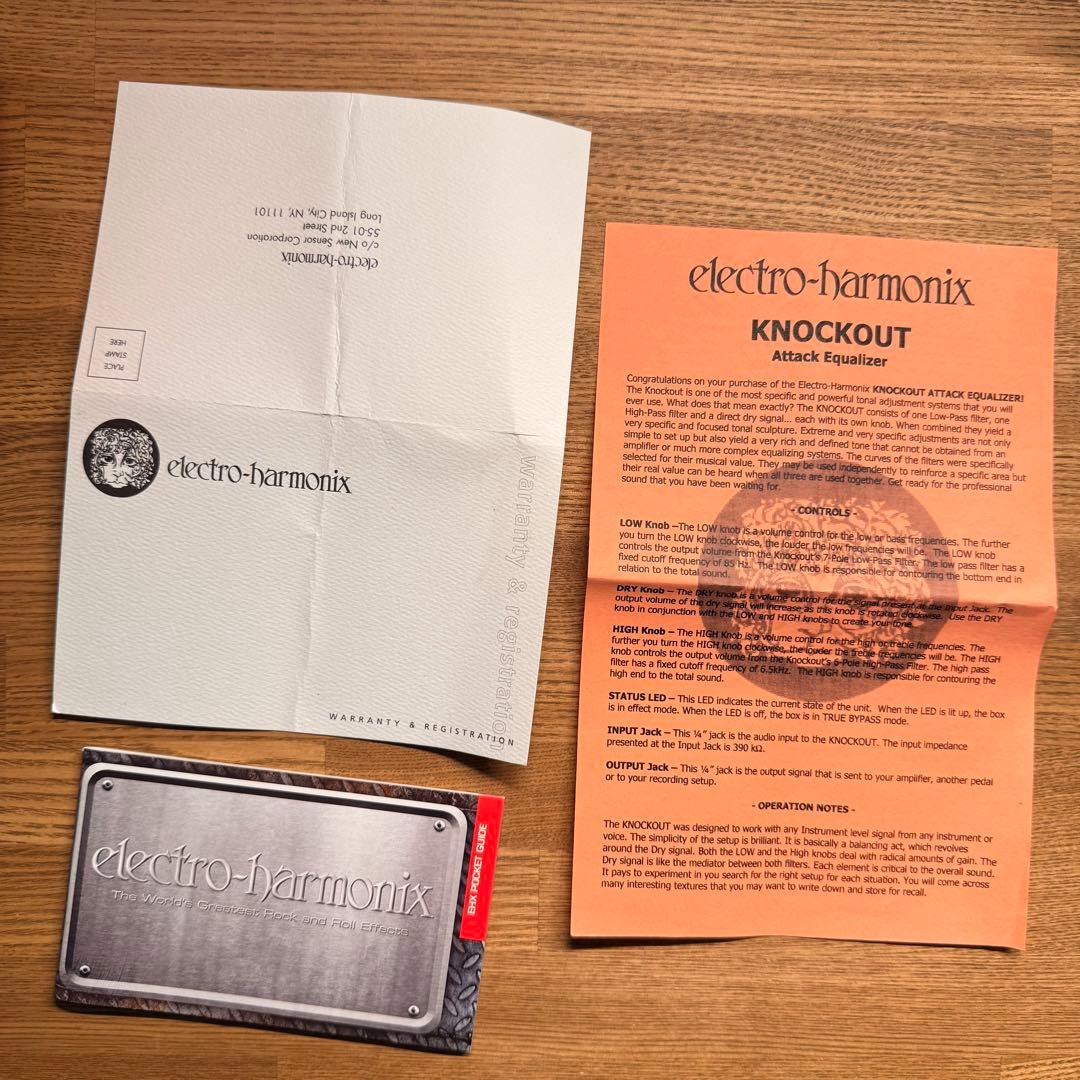 electro-harmonix
c/o New Sensor Corporation
55-01 2nd Street
Long Island City, NY, 11101
PLACE
STAMP
HERE
electro-harmonix
warranty & registration
WARRANTY & REGISTRATION
electro-harmonix
The World's Greatest Rock and Roll Effects
EHX POCKET GUIDE
electro-harmonix
KNOCKOUT
Attack Equalizer
Congratulations on your purchase of the Electro-Harmonix KNOCKOUT ATTACK EQUALIZER!
The Knockout is one of the most specific and powerful tonal adjustment systems that you will
ever use. What does that mean exactly? The KNOCKOUT consists of one Low-Pass filter, one
High-Pass filter and a direct dry signal... each with its own knob. When combined they yield a
very specific and focused tonal sculpture. Extreme and very specific adjustments are not only
simple to set up but also yield a very rich and defined tone that cannot be obtained from an
amplifier or much more complex equalizing systems. The curves of the filters were specifically
selected for their musical value. They may be used independently to reinforce a specific area but
their real value can be heard when all three are used together. Get ready for the professional
sound that you have been waiting for.
- CONTROLS -
LOW Knob —The LOW knob is a volume control for the low or bass frequencies. The further
you turn the LOW knob clockwise, the louder the low frequencies will be. The LOW knob
controls the output volume from the Knockout's 7-Pole Low-Pass Filter. The low pass filter has a
fixed cutoff frequency of 85 Hz. The LOW knob is responsible for contouring the bottom end in
relation to the total sound.
DRY Knob – The DRY knob is a volume control for the signal present at the Input Jack. The
output volume of the dry signal will increase as this knob is rotated clockwise. Use the DRY
knob in conjunction with the LOW and HIGH knobs to create your tone.
HIGH Knob – The HIGH Knob is a volume control for the high or treble frequencies. The
further you turn the HIGH knob clockwise, the louder the treble frequencies will be. The HIGH
knob controls the output volume from the Knockout's 6-Pole High-Pass Filter. The high pass
filter has a fixed cutoff frequency of 6.5kHz. The HIGH knob is responsible for contouring the
high end to the total sound.
STATUS LED – This LED indicates the current state of the unit. When the LED is lit up, the box
is in effect mode. When the LED is off, the box is in TRUE BYPASS mode.
INPUT Jack – This ¼" jack is the audio input to the KNOCKOUT. The input impedance
presented at the Input Jack is 390 kΩ.
OUTPUT Jack – This ¼" jack is the output signal that is sent to your amplifier, another pedal
or to your recording setup.
- OPERATION NOTES -
The KNOCKOUT was designed to work with any Instrument level signal from any instrument or
voice. The simplicity of the setup is brilliant. It is basically a balancing act, which revolves
around the Dry signal. Both the LOW and the High knobs deal with radical amounts of gain. The
Dry signal is like the mediator between both filters. Each element is critical to the overall sound.
It pays to experiment in you search for the right setup for each situation. You will come across
many interesting textures that you may want to write down and store for recall.